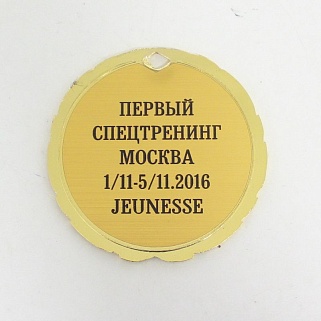 ПЕРВЫЙ
СПЕЦТРЕНИНГ
МОСКВА
1/11-5/11.2016
JEUNESSE